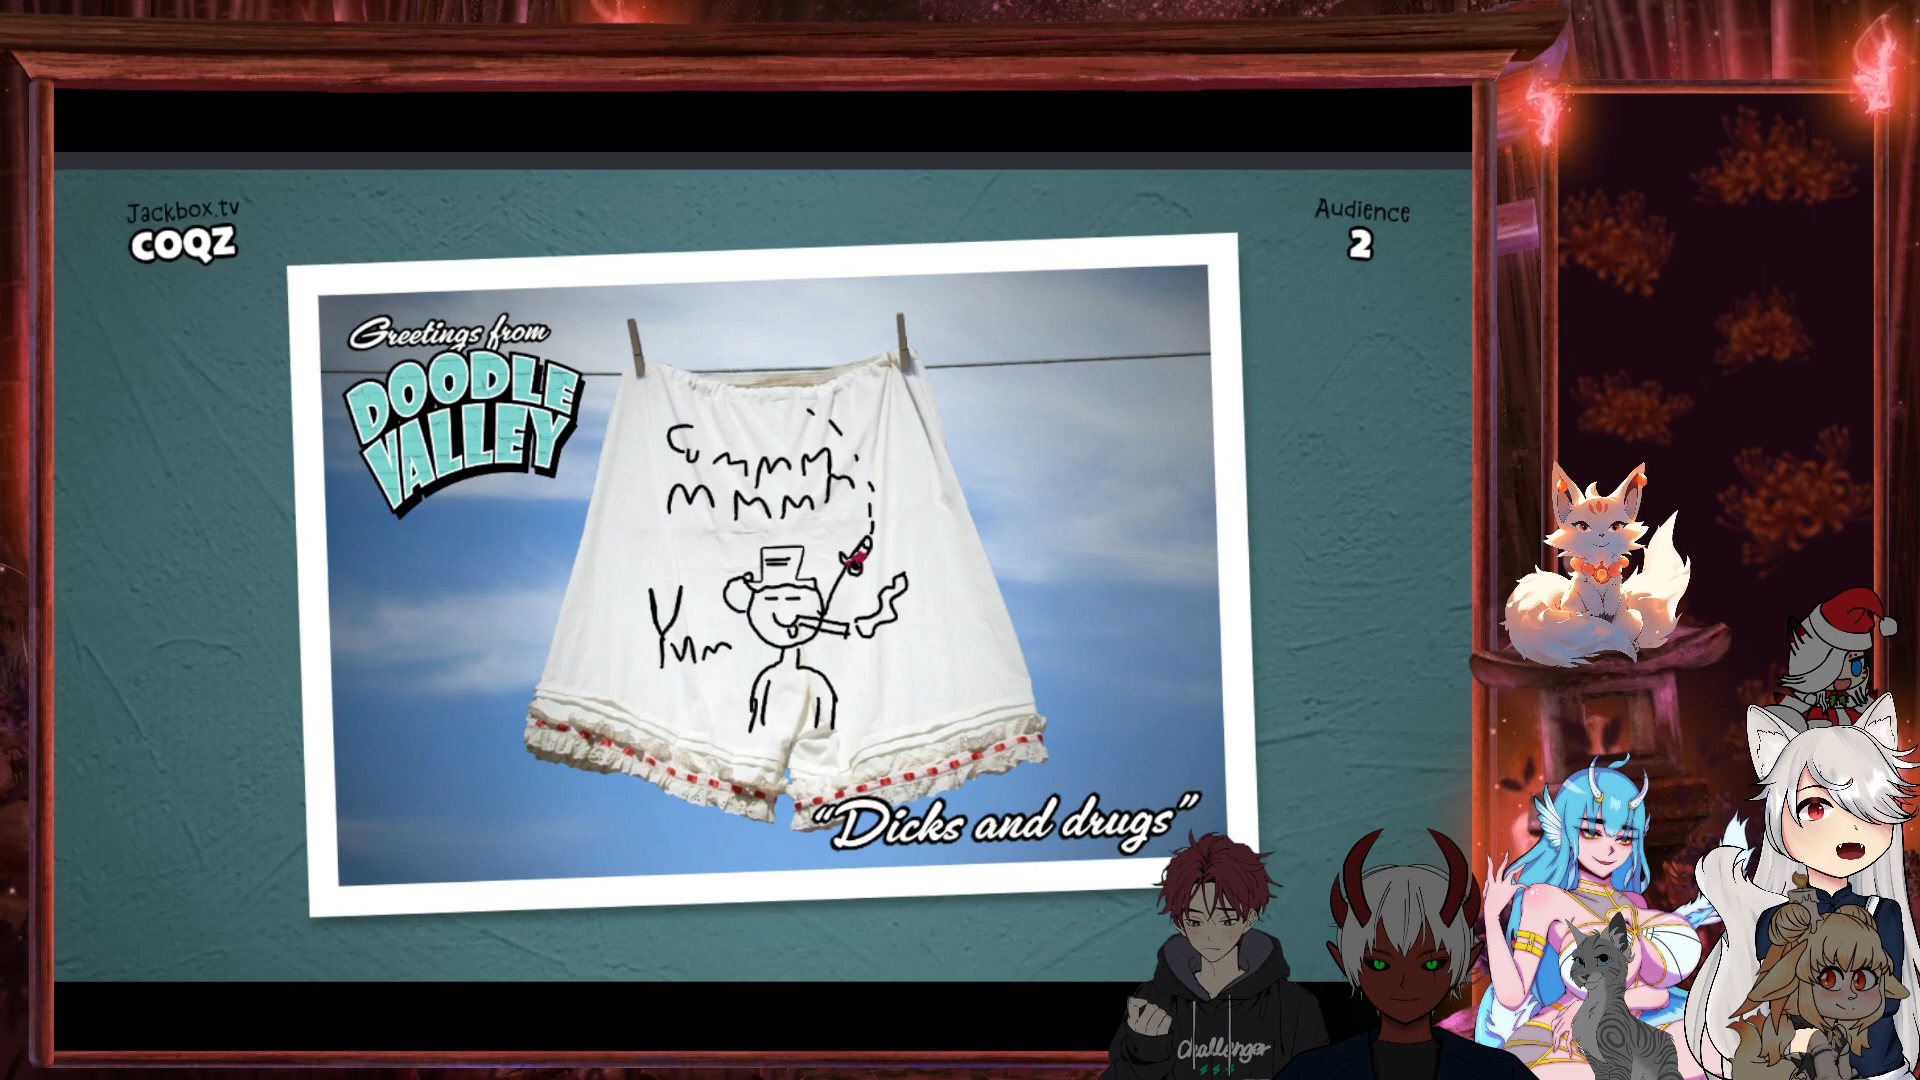 Jackbox.tv
COQZ
Audience
2
Greetings from
DOODLE
VALLEY
Cummmm
mmmm
Yum
"Dicks and drugs"
Challenger